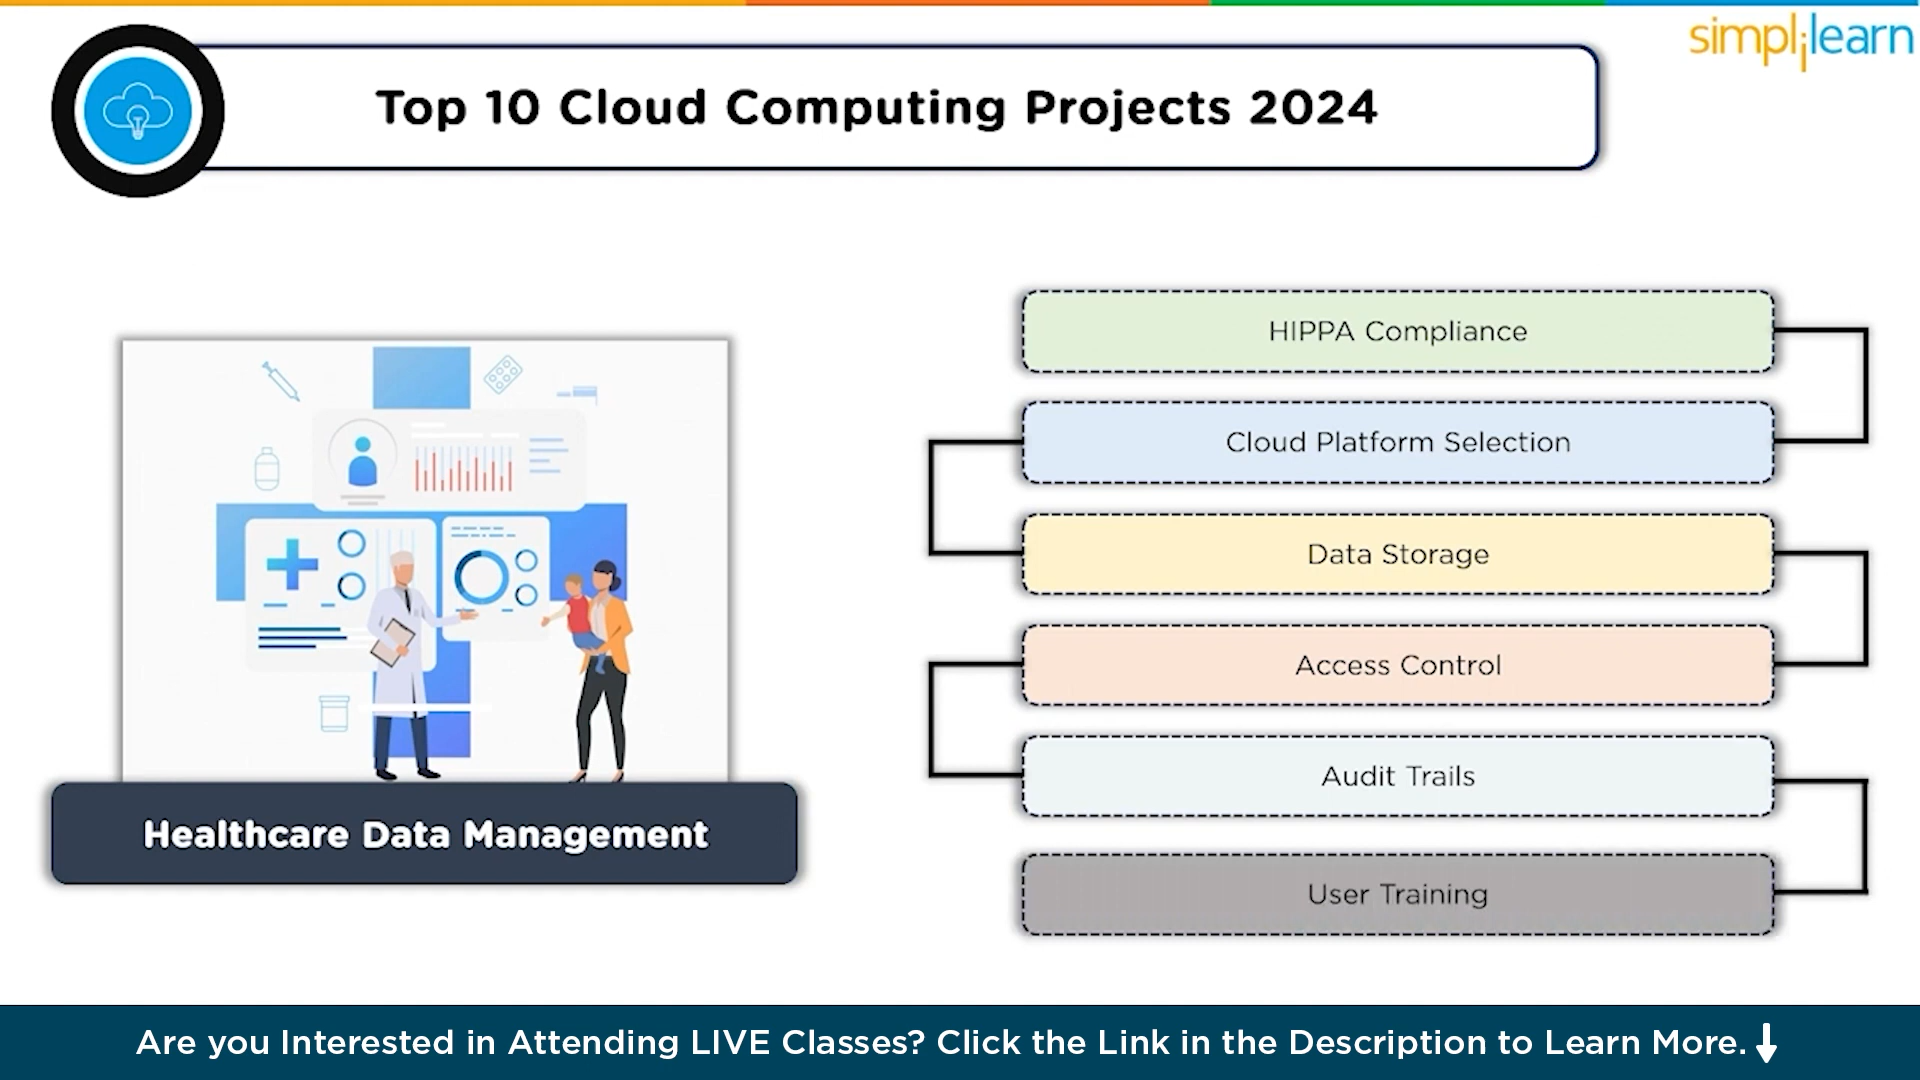 simplilearn
Top 10 Cloud Computing Projects 2024
HIPPA Compliance
Cloud Platform Selection
Data Storage
Access Control
Audit Trails
User Training
Healthcare Data Management
Are you Interested in Attending LIVE Classes? Click the Link in the Description to Learn More.